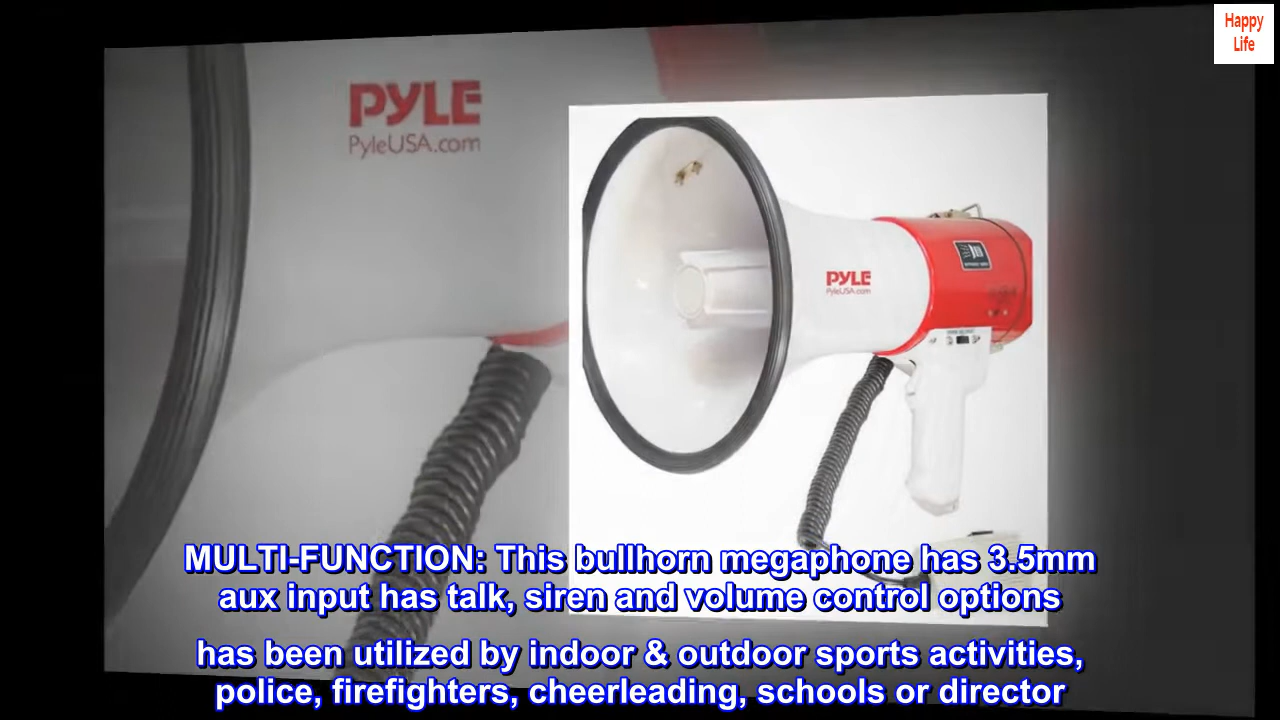 Happy
Life
PYLE
PyleUSA.com
PYLE
PyleUSA.com
MULTI-FUNCTION: This bullhorn megaphone has 3.5mm
aux input has talk, siren and volume control options
has been utilized by indoor & outdoor sports activities,
police, firefighters, cheerleading, schools or director